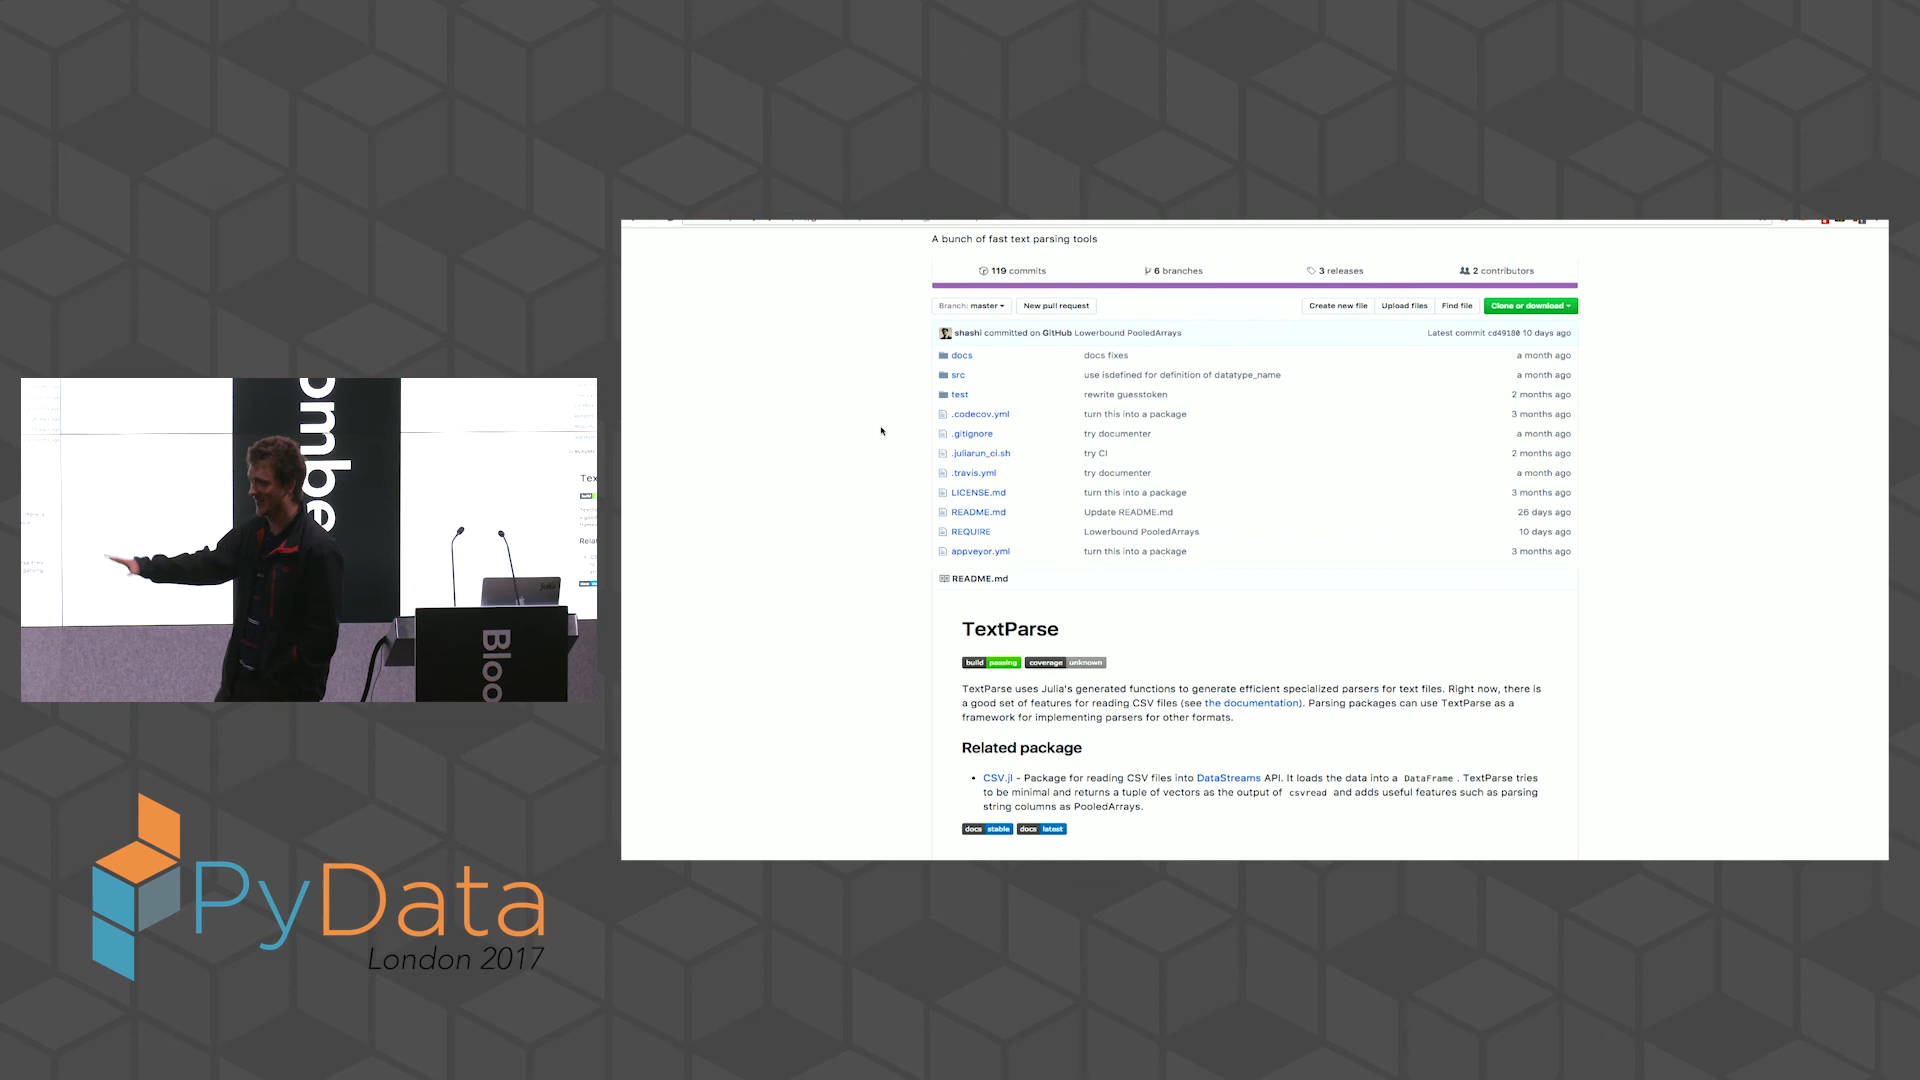 A bunch of fast text parsing tools
119 commits
6 branches
3 releases
2 contributors
Branch: master
New pull request
Create new file
Upload files
Find file
Clone or download
shashi committed on GitHub Lowerbound PooledArrays
Latest commit cd49180 10 days ago
docs docs fixes a month ago
src use isdefined for definition of datatype_name a month ago
test rewrite guesstoken 2 months ago
.codecov.yml turn this into a package 3 months ago
.gitignore try documenter a month ago
.juliarun_ci.sh try CI 2 months ago
.travis.yml try documenter a month ago
LICENSE.md turn this into a package 3 months ago
README.md Update README.md 26 days ago
REQUIRE Lowerbound PooledArrays 10 days ago
appveyor.yml turn this into a package 3 months ago
README.md
TextParse
build passing coverage unknown
TextParse uses Julia's generated functions to generate efficient specialized parsers for text files. Right now, there is
a good set of features for reading CSV files (see the documentation). Parsing packages can use TextParse as a
framework for implementing parsers for other formats.
Related package
• CSV.jl - Package for reading CSV files into DataStreams API. It loads the data into a DataFrame . TextParse tries
to be minimal and returns a tuple of vectors as the output of csvread and adds useful features such as parsing
string columns as PooledArrays.
docs stable docs latest
ombe
Bloo
Tex
Rela
PyData
London 2017